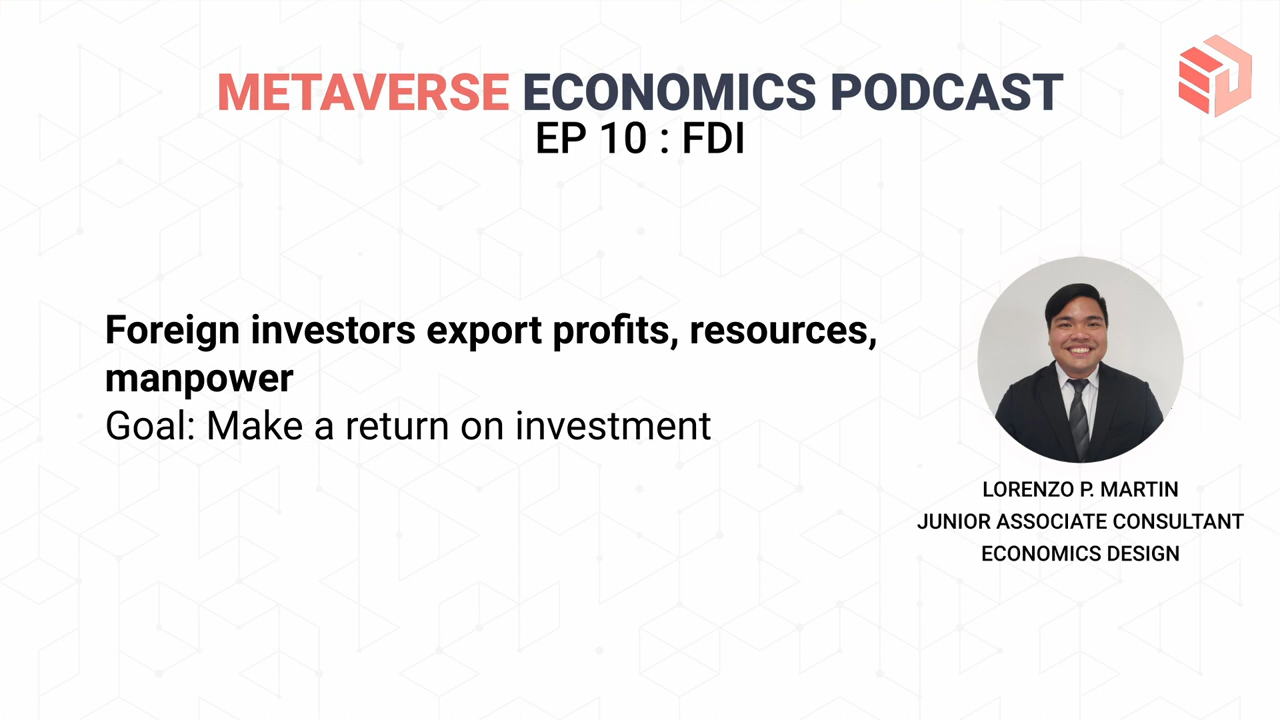 METAVERSE ECONOMICS PODCAST
EP 10 : FDI
Foreign investors export profits, resources,
manpower
Goal: Make a return on investment
LORENZO P. MARTIN
JUNIOR ASSOCIATE CONSULTANT
ECONOMICS DESIGN